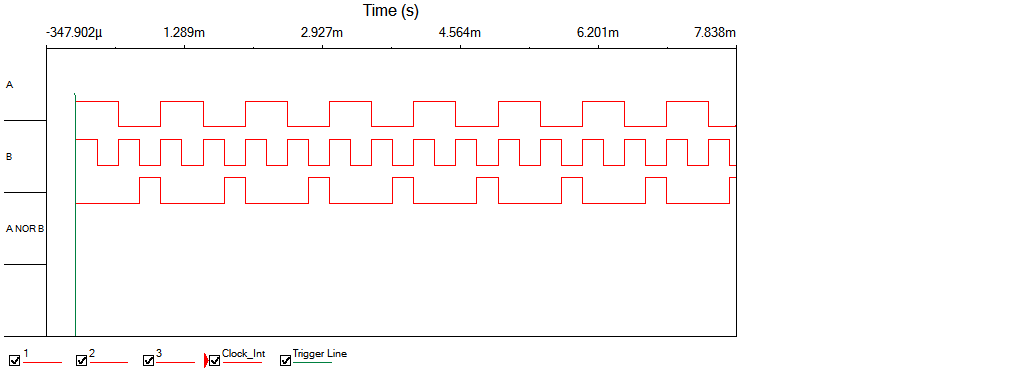 Time (s)
-347.902µ 1.289m 2.927m 4.564m 6.201m 7.838m
A
B
A NOR B
1 2 3 Clock_Int Trigger Line